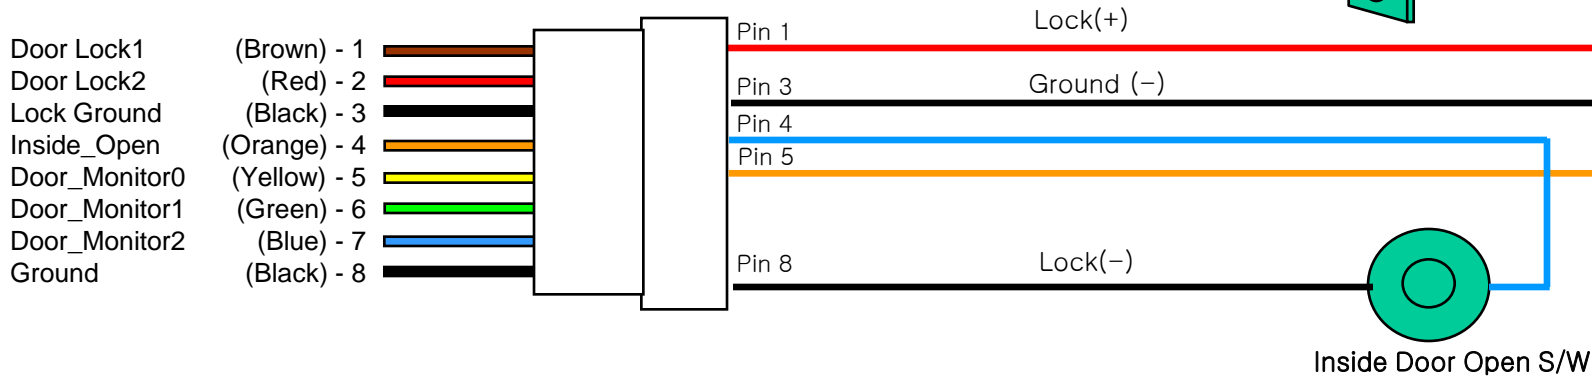 Door Lock1 (Brown) - 1
Door Lock2 (Red) - 2
Lock Ground (Black) - 3
Inside_Open (Orange) - 4
Door_Monitor0 (Yellow) - 5
Door_Monitor1 (Green) - 6
Door_Monitor2 (Blue) - 7
Ground (Black) - 8
Pin 1 Lock(+)
Pin 3 Ground (-)
Pin 4
Pin 5
Pin 8 Lock(-)
Inside Door Open S/W